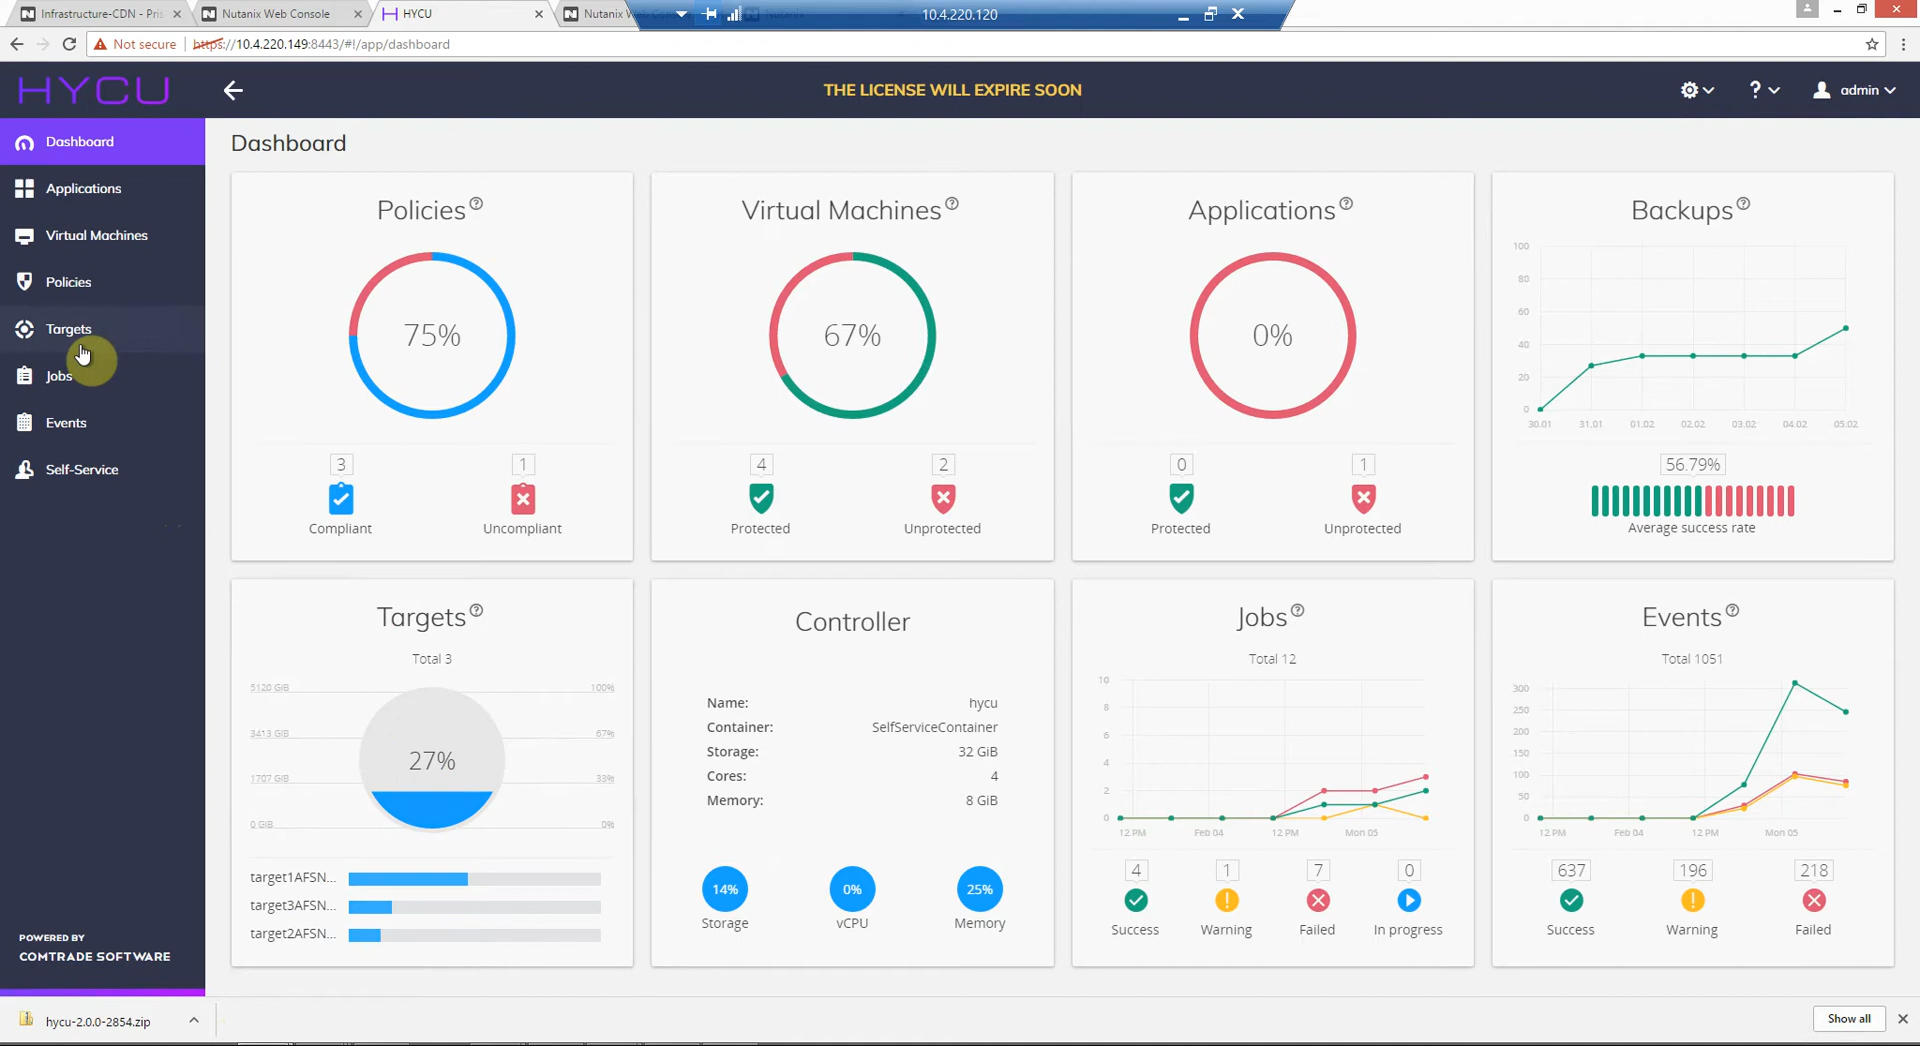 Infrastructure-CDN - Pris
Nutanix Web Console
HYCU
Nutanix Web Console
Nutanix
10.4.220.120
Not secure
https://10.4.220.149:8443/#!/app/dashboard
HYCU
THE LICENSE WILL EXPIRE SOON
?
admin
Dashboard
Applications
Virtual Machines
Policies
Targets
Jobs
Events
Self-Service
POWERED BY
COMTRADE SOFTWARE
Dashboard
Policies
75%
3
1
Compliant
Uncompliant
Virtual Machines
67%
4
2
Protected
Unprotected
Applications
0%
0
1
Protected
Unprotected
Backups
100
80
60
40
20
0
30.01
31.01
01.02
02.02
03.02
04.02
05.02
56.79%
Average success rate
Targets
Total 3
5120 GiB
100%
3413 GiB
67%
1707 GiB
33%
0 GiB
0%
27%
target1AFSN...
target3AFSN...
target2AFSN...
Controller
Name: hycu
Container: SelfServiceContainer
Storage: 32 GiB
Cores: 4
Memory: 8 GiB
14%
0%
25%
Storage
vCPU
Memory
Jobs
Total 12
10
8
6
4
2
0
12 PM
Feb 04
12 PM
Mon 05
4
1
7
0
Success
Warning
Failed
In progress
Events
Total 1051
300
250
200
150
100
50
0
12 PM
Feb 04
12 PM
Mon 05
637
196
218
Success
Warning
Failed
hycu-2.0.0-2854.zip
Show all